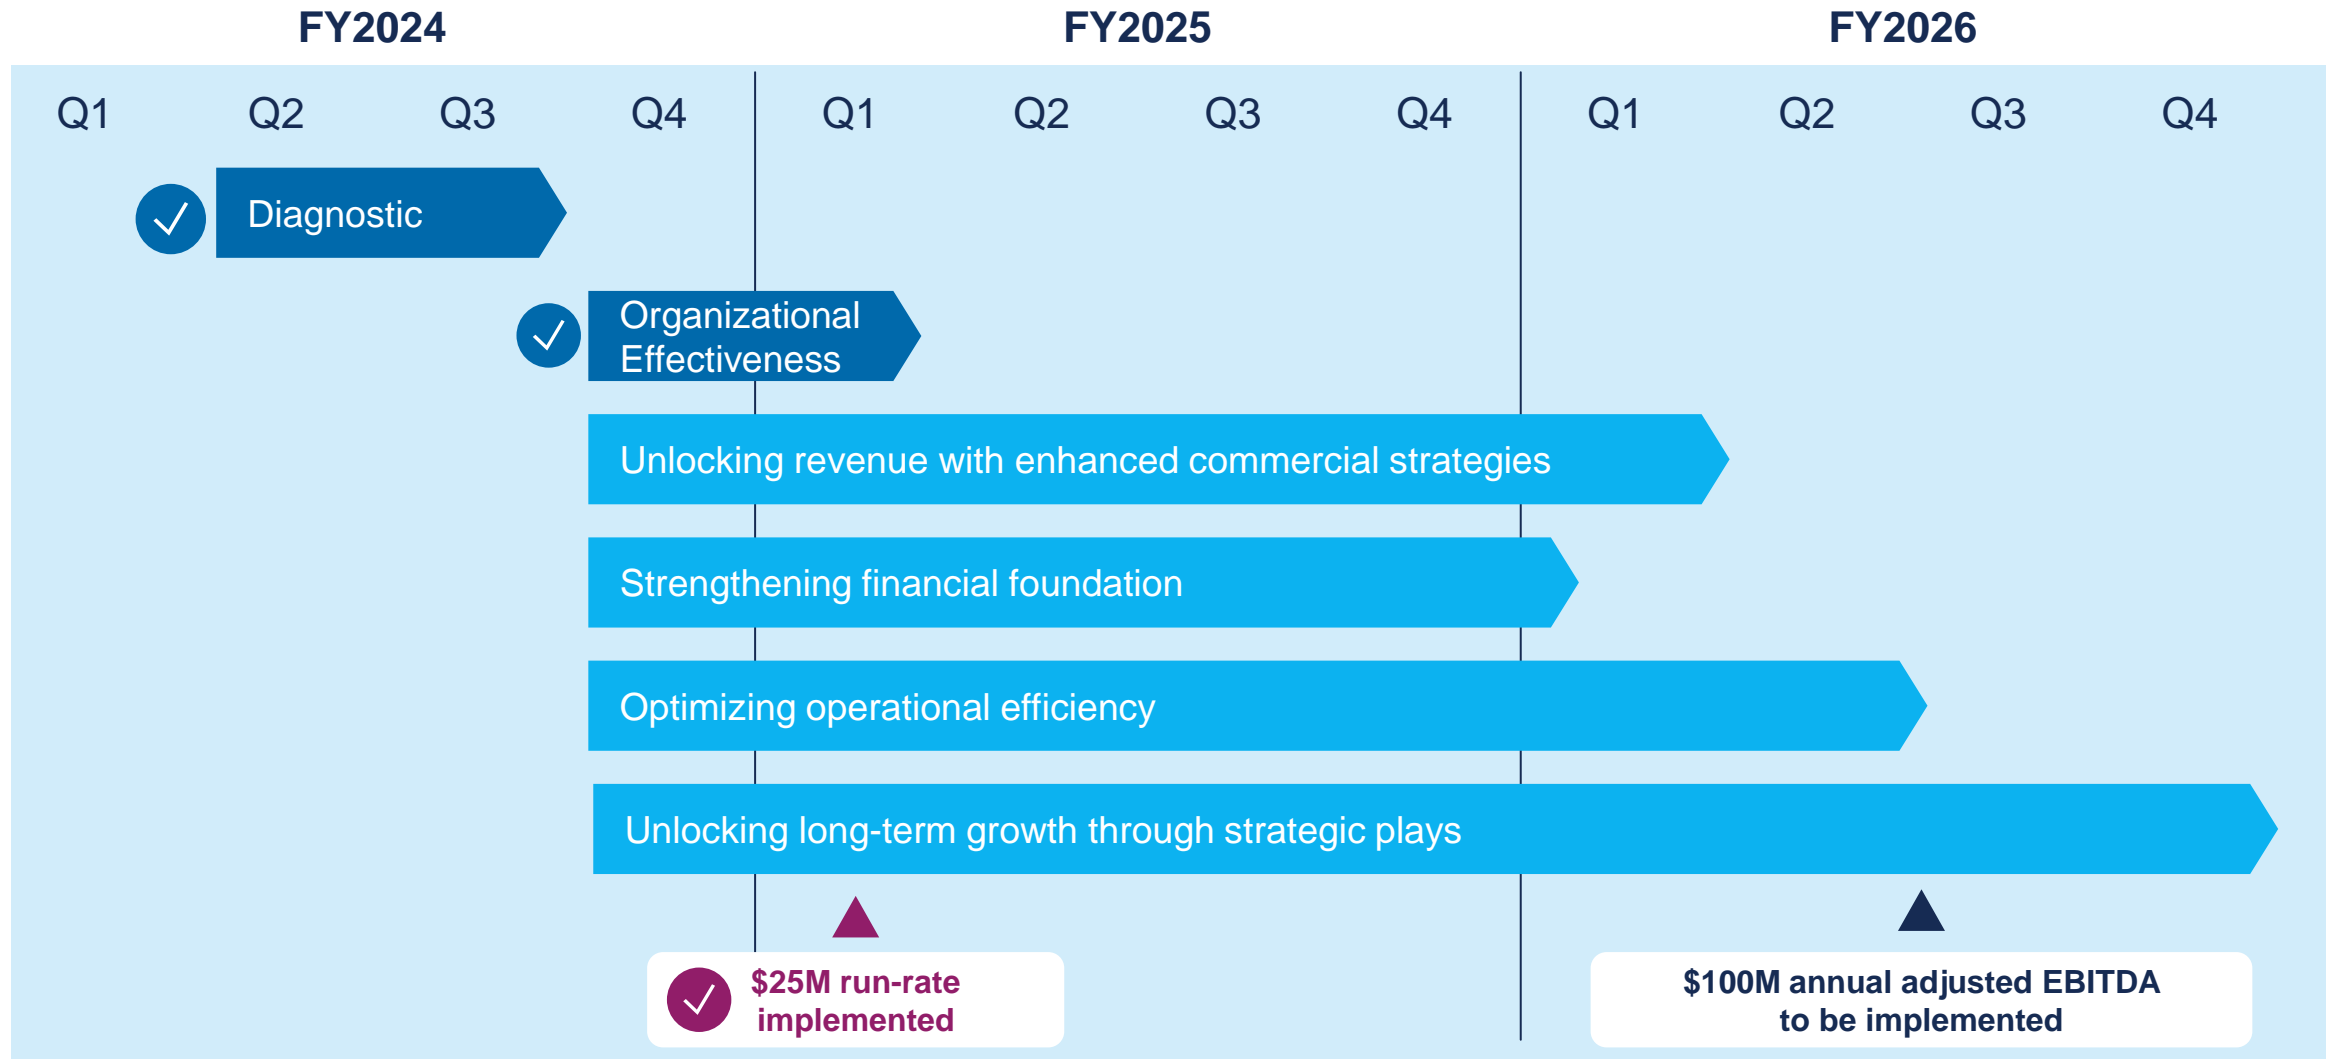 FY2024 FY2025 FY2026
Q1 Q2 Q3 Q4 Q1 Q2 Q3 Q4 Q1 Q2 Q3 Q4
Diagnostic
Organizational
Effectiveness
Unlocking revenue with enhanced commercial strategies
Strengthening financial foundation
Optimizing operational efficiency
Unlocking long-term growth through strategic plays
$25M run-rate
implemented
$100M annual adjusted EBITDA
to be implemented